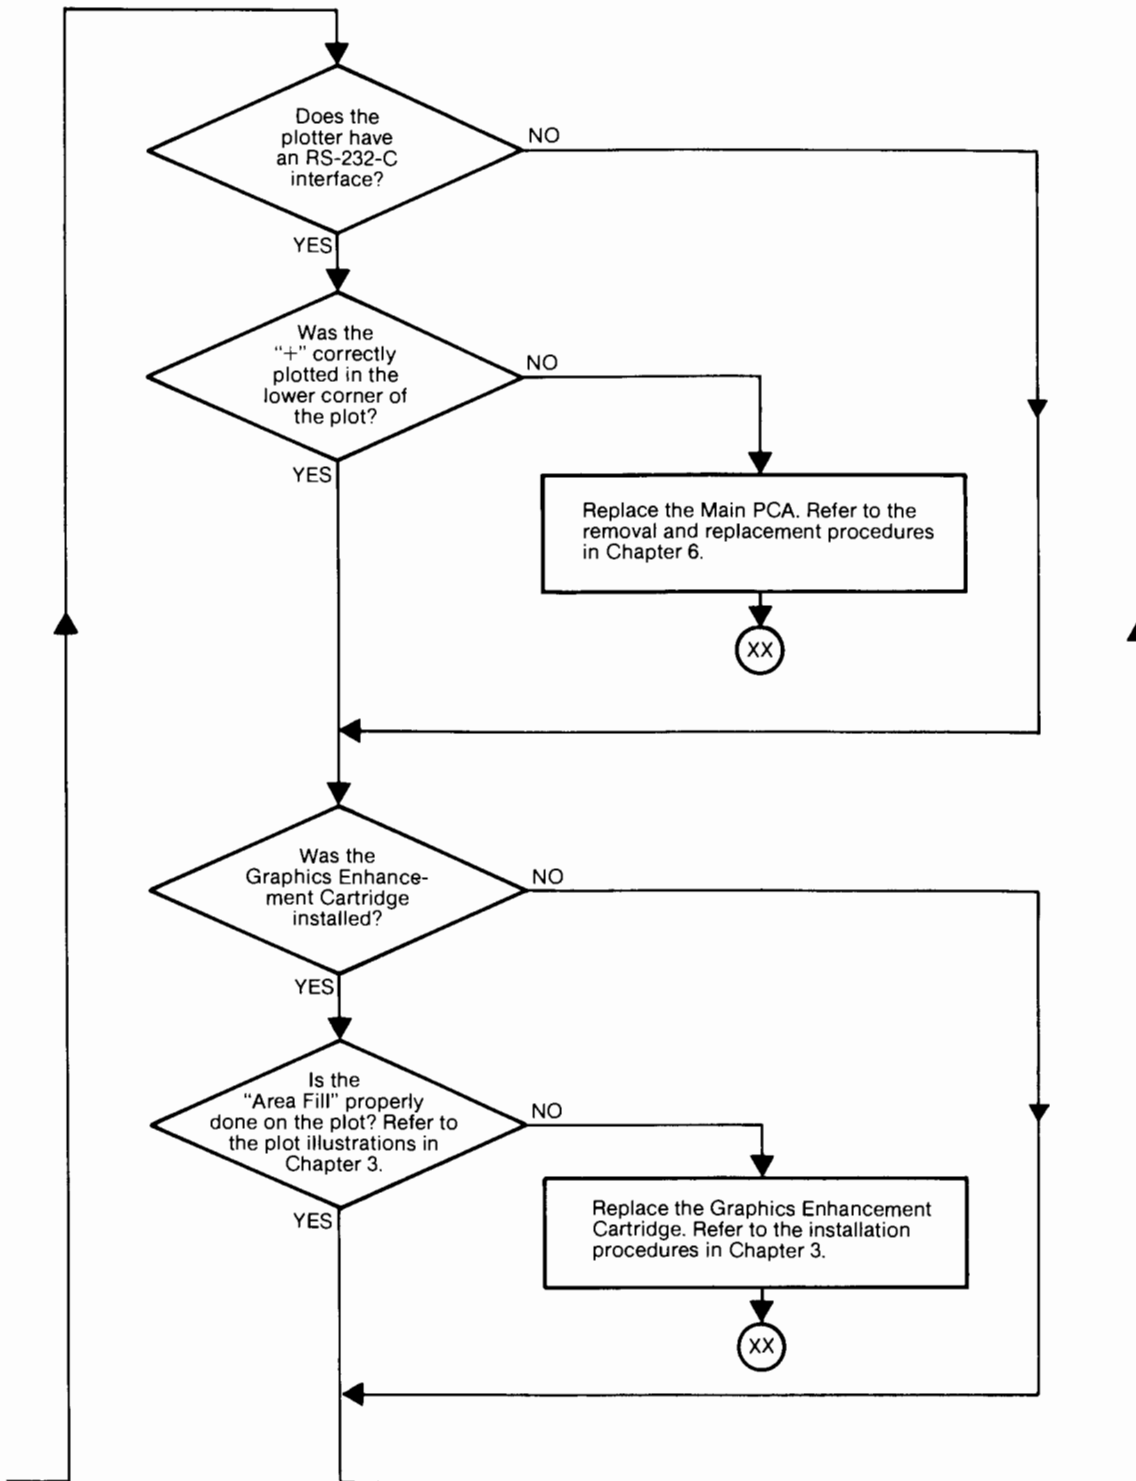 Does the
plotter have
an RS-232-C
interface?
NO
YES
Was the
“+” correctly
plotted in the
lower corner of
the plot?
NO
YES
Replace the Main PCA. Refer to the
removal and replacement procedures
in Chapter 6.
XX
Was the
Graphics Enhance-
ment Cartridge
installed?
NO
YES
Is the
“Area Fill” properly
done on the plot? Refer to
the plot illustrations in
Chapter 3.
NO
YES
Replace the Graphics Enhancement
Cartridge. Refer to the installation
procedures in Chapter 3.
XX